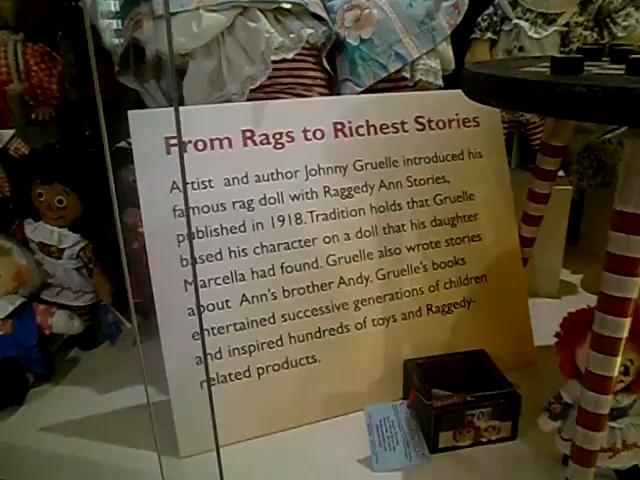 From Rags to Richest Stories
Artist and author Johnny Gruelle introduced his
famous rag doll with Raggedy Ann Stories,
published in 1918. Tradition holds that Gruelle
based his character on a doll that his daughter
Marcella had found. Gruelle also wrote stories
about Ann's brother Andy. Gruelle's books
entertained successive generations of children
and inspired hundreds of toys and Raggedy-
related products.